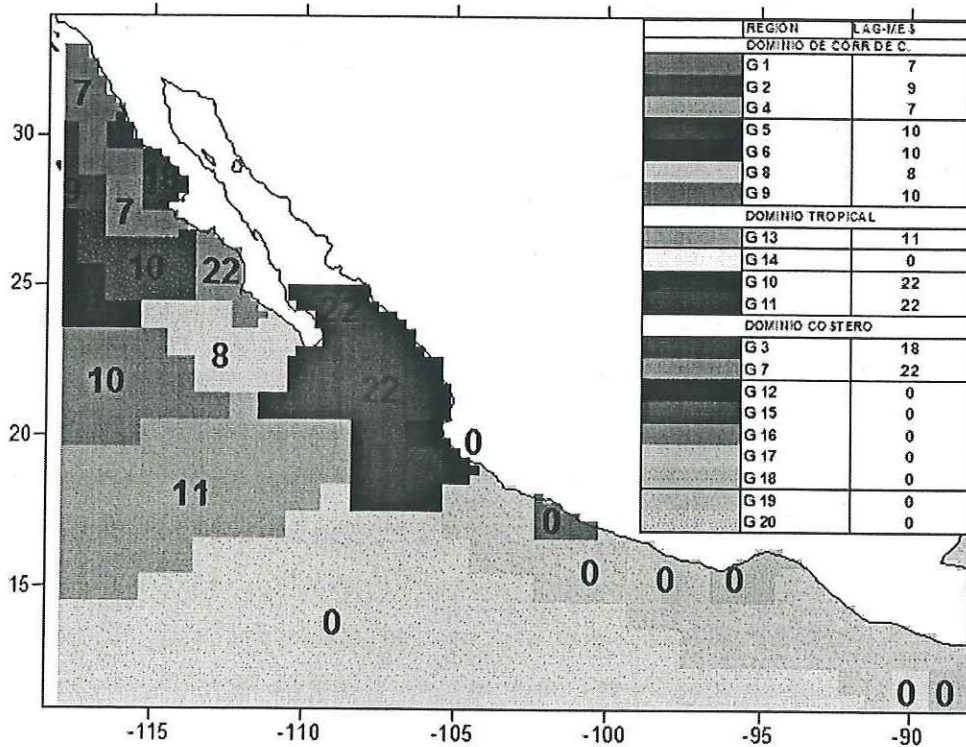 REGION LAG-MES
DOMINIO DE CORR DE C.
G 1 7
G 2 9
G 4 7
G 5 10
G 6 10
G 8 8
G 9 10
DOMINIO TROPICAL
G 13 11
G 14 0
G 10 22
G 11 22
DOMINIO COSTERO
G 3 18
G 7 22
G 12 0
G 15 0
G 16 0
G 17 0
G 18 0
G 19 0
G 20 0
7
30
18
9
7
10 22
25
22
8
10
22
20
0
11
0
15
0 0 0
0
0 0
-115 -110 -105 -100 -95 -90